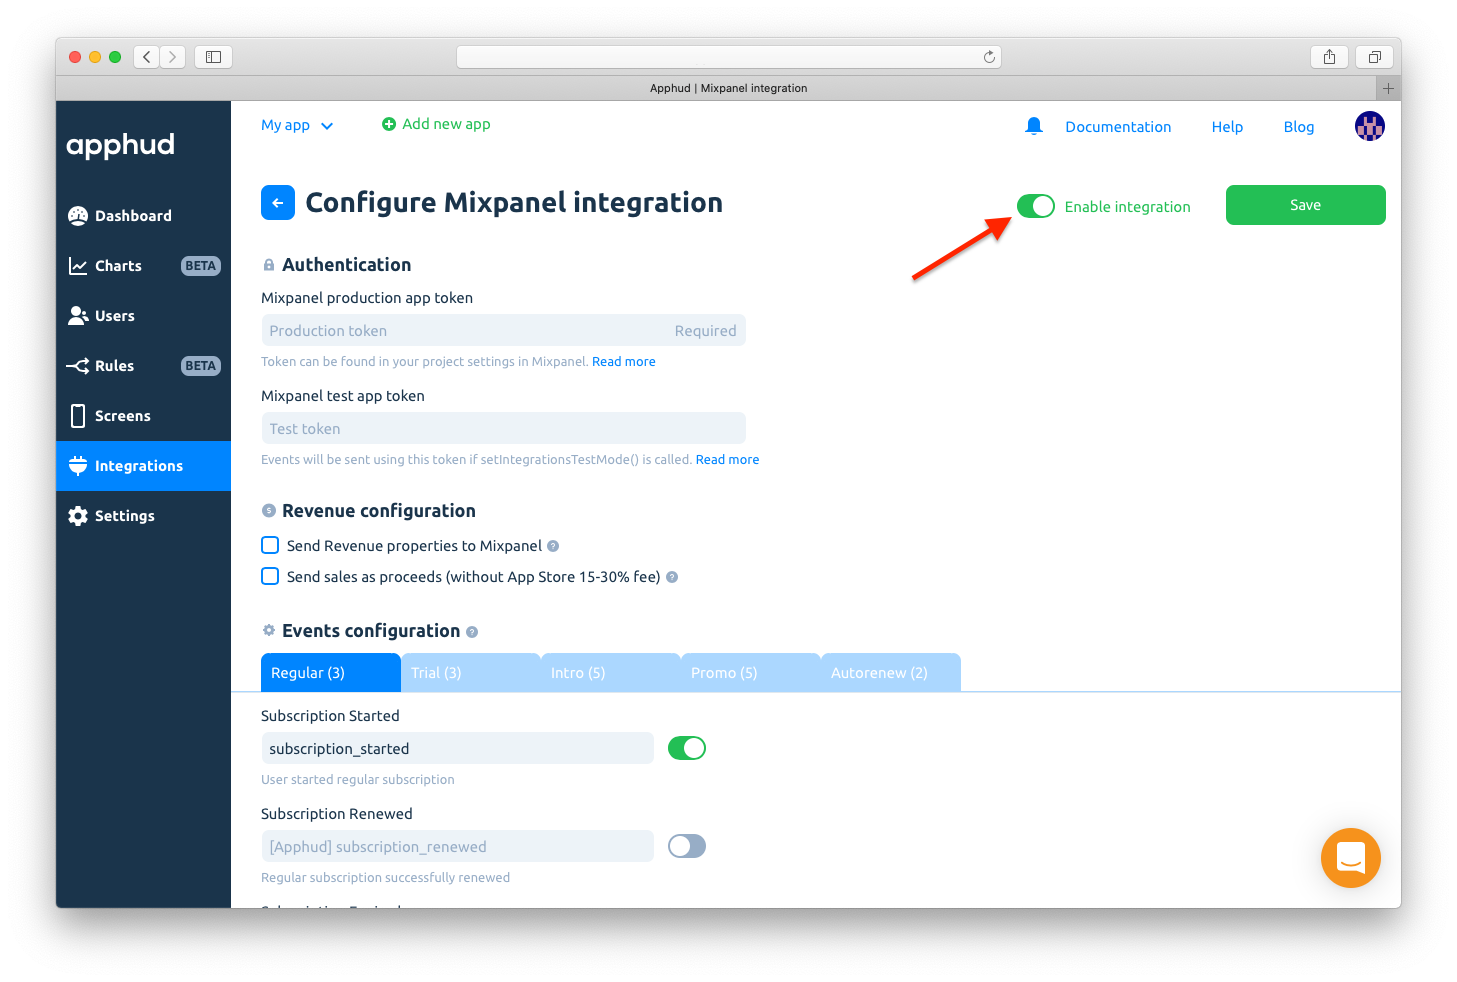 Apphud | Mixpanel integration
apphud
My app
Add new app
Documentation
Help
Blog
Dashboard
Charts BETA
Users
Rules BETA
Screens
Integrations
Settings
Configure Mixpanel integration
Enable integration
Save
Authentication
Mixpanel production app token
Production token Required
Token can be found in your project settings in Mixpanel. Read more
Mixpanel test app token
Test token
Events will be sent using this token if setIntegrationsTestMode() is called. Read more
Revenue configuration
Send Revenue properties to Mixpanel ?
Send sales as proceeds (without App Store 15-30% fee) ?
Events configuration ?
Regular (3) Trial (3) Intro (5) Promo (5) Autorenew (2)
Subscription Started
subscription_started
User started regular subscription
Subscription Renewed
[Apphud] subscription_renewed
Regular subscription successfully renewed